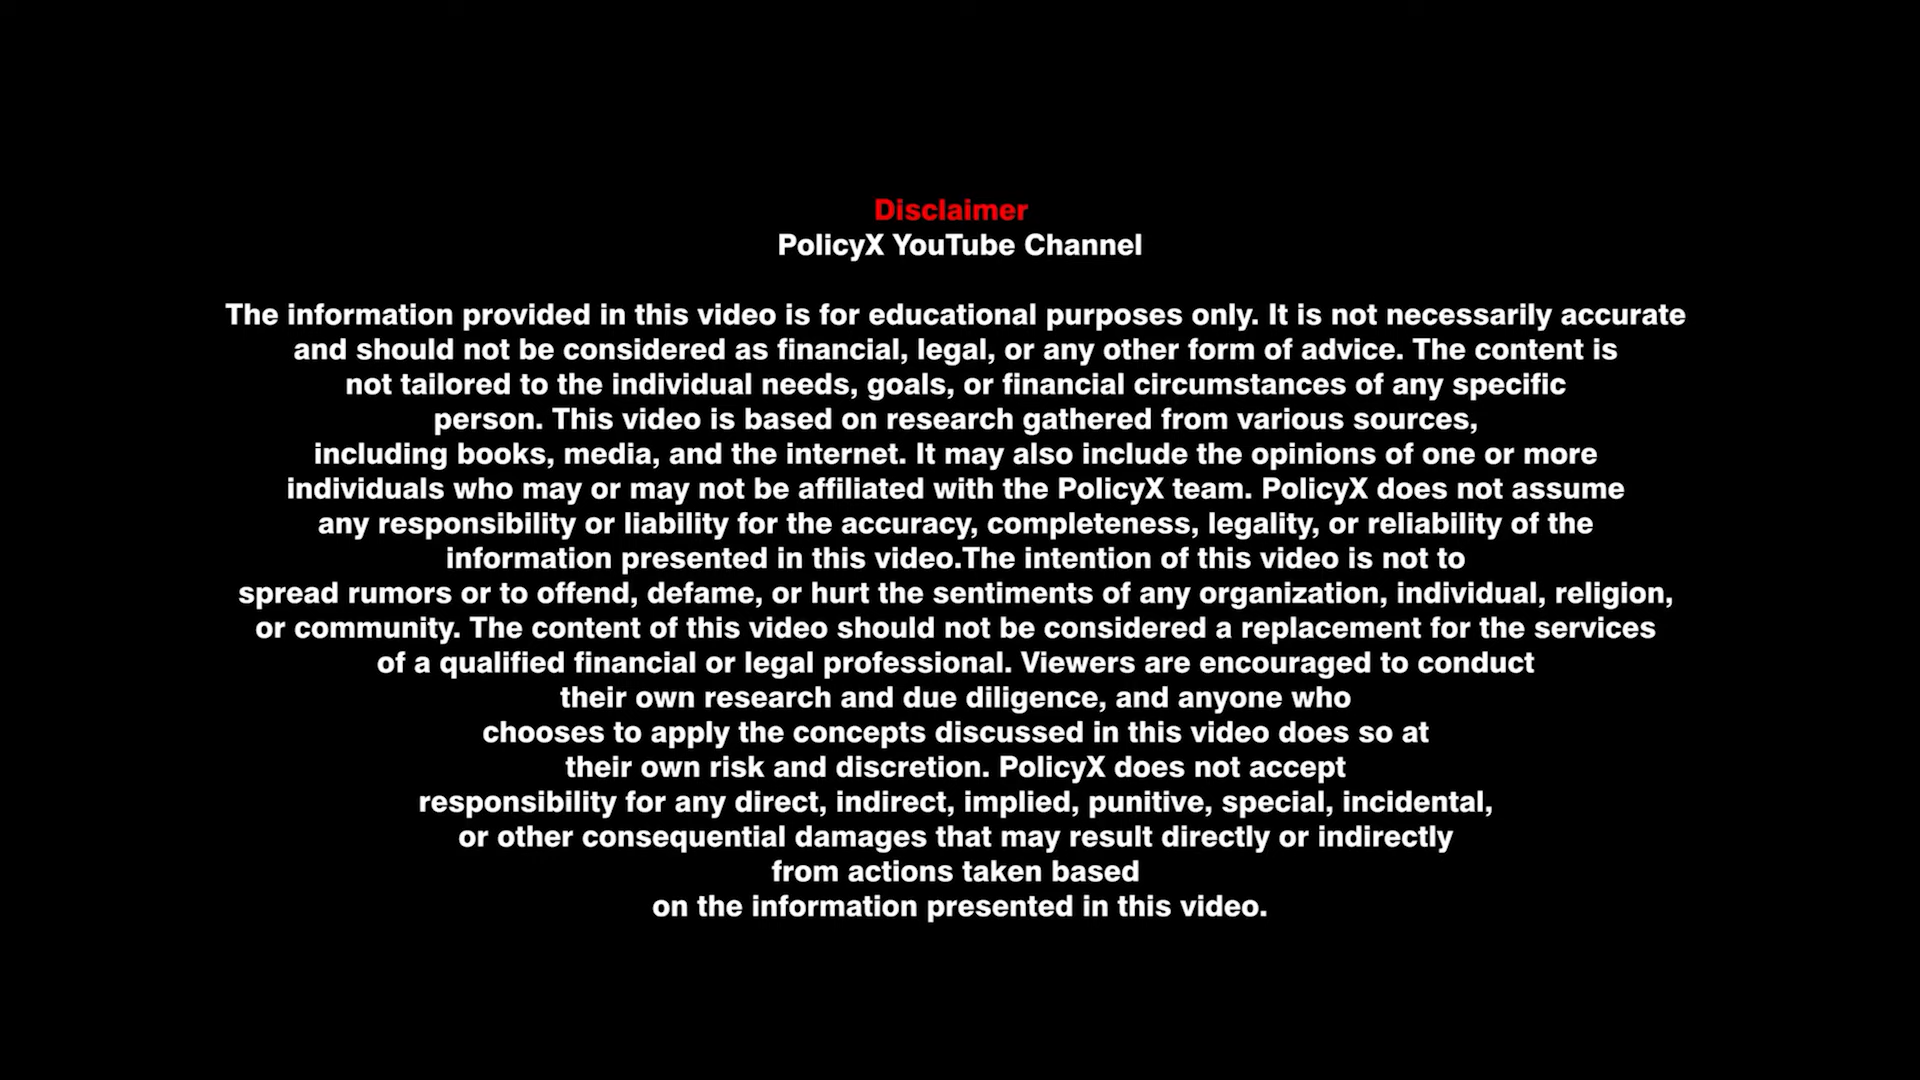 Disclaimer
PolicyX YouTube Channel
The information provided in this video is for educational purposes only. It is not necessarily accurate
and should not be considered as financial, legal, or any other form of advice. The content is
not tailored to the individual needs, goals, or financial circumstances of any specific
person. This video is based on research gathered from various sources,
including books, media, and the internet. It may also include the opinions of one or more
individuals who may or may not be affiliated with the PolicyX team. PolicyX does not assume
any responsibility or liability for the accuracy, completeness, legality, or reliability of the
information presented in this video.The intention of this video is not to
spread rumors or to offend, defame, or hurt the sentiments of any organization, individual, religion,
or community. The content of this video should not be considered a replacement for the services
of a qualified financial or legal professional. Viewers are encouraged to conduct
their own research and due diligence, and anyone who
chooses to apply the concepts discussed in this video does so at
their own risk and discretion. PolicyX does not accept
responsibility for any direct, indirect, implied, punitive, special, incidental,
or other consequential damages that may result directly or indirectly
from actions taken based
on the information presented in this video.